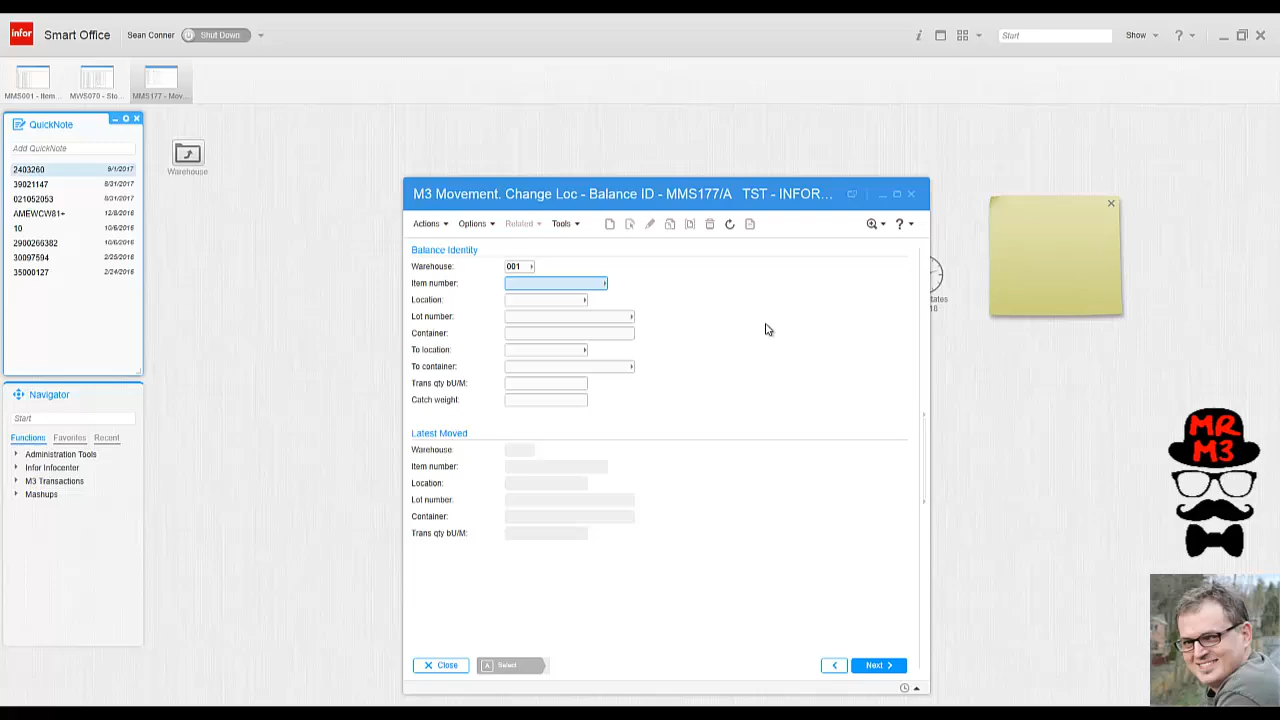 infor
Smart Office
Sean Conner
Shut Down
Start
Show
?
MMS001 - Item...
MWS070 - Sto...
MMS177 - Mov...
QuickNote
Add QuickNote
2403260 9/1/2017
39021147 8/31/2017
021052053 8/31/2017
AMEWCW/81+ 12/8/2016
10 10/6/2016
2900266382 10/6/2016
30097594 2/25/2016
35000127 2/24/2016
Warehouse
Navigator
Start
Functions Favorites Recent
Administration Tools
Infor Infocenter
M3 Transactions
Mashups
M3 Movement. Change Loc - Balance ID - MMS177/A TST - INFOR...
Actions Options Related Tools
?
Balance Identity
Warehouse: 001
Item number:
Location:
Lot number:
Container:
To location:
To container:
Trans qty bU/M:
Catch weight:
Latest Moved
Warehouse
Item number:
Location:
Lot number:
Container:
Trans qty bU/M:
Close
A Select
Next
MR
M3